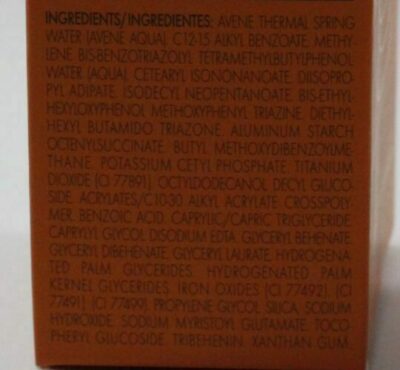 INGREDIENTS/INGREDIENTES: AVENE THERMAL SPRING
WATER (AVENE AQUA). C12-15 ALKYL BENZOATE. METHY-
LENE BIS-BENZOTRIAZOLYL TETRAMETHYLBUTYLPHENOL.
WATER (AQUA). CETEARYL ISONONANOATE. DIISOPRO-
PYL ADIPATE. ISODECYL NEOPENTANOATE. BIS-ETHYL-
HEXYLOXYPHENOL METHOXYPHENYL TRIAZINE. DIETHYL-
HEXYL BUTAMIDO TRIAZONE. ALUMINUM STARCH
OCTENYLSUCCINATE. BUTYL METHOXYDIBENZOYLME-
THANE. POTASSIUM CETYL PHOSPHATE. TITANIUM
DIOXIDE (CI 77891). OCTYLDODECANOL. DECYL GLUCO-
SIDE. ACRYLATES/C10-30 ALKYL ACRYLATE CROSSPOLY-
MER. BENZOIC ACID. CAPRYLIC/CAPRIC TRIGLYCERIDE.
CAPRYLYL GLYCOL. DISODIUM EDTA. GLYCERYL BEHENATE.
GLYCERYL DIBEHENATE. GLYCERYL LAURATE. HYDROGENA-
TED PALM GLYCERIDES. HYDROGENATED PALM
KERNEL GLYCERIDES. IRON OXIDES (CI 77492). (CI
77491). (CI 77499). PROPYLENE GLYCOL. SILICA. SODIUM
HYDROXIDE. SODIUM MYRISTOYL GLUTAMATE. TOCO-
PHERYL GLUCOSIDE. TRIBEHENIN. XANTHAN GUM.